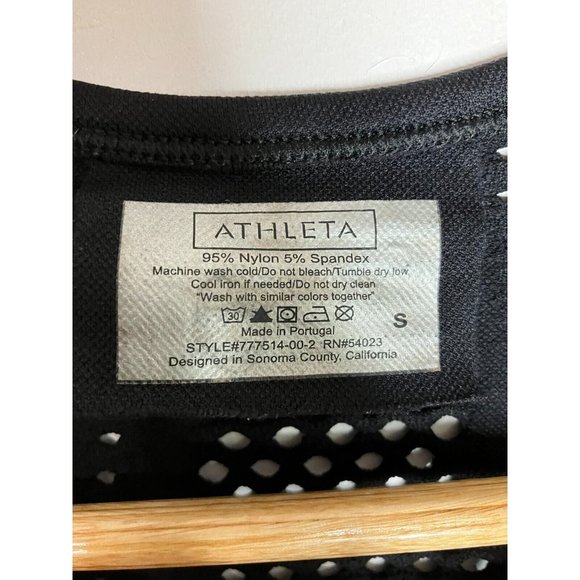 ATHLETA
95% Nylon 5% Spandex
Machine wash cold/Do not bleach/Tumble dry low
Cool iron if needed/Do not dry clean
"Wash with similar colors together"
30
S
Made in Portugal
STYLE#777514-00-2 RN#54023
Designed in Sonoma County, California